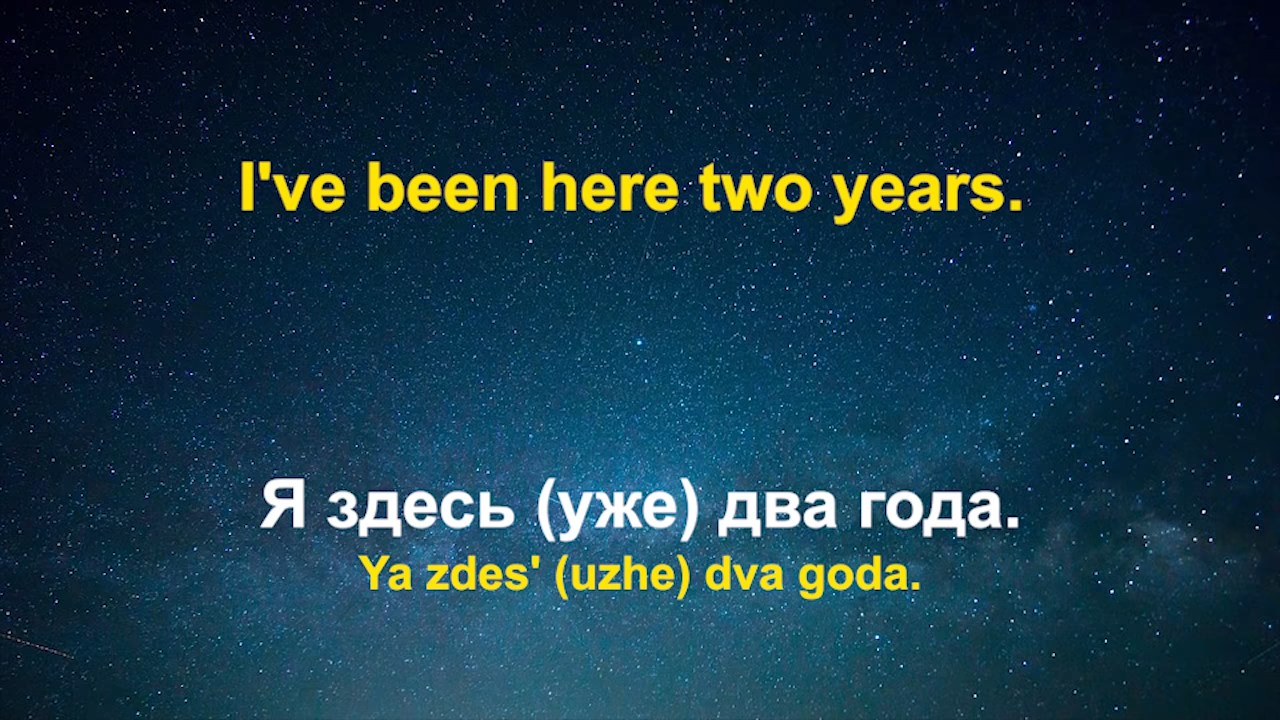 I've been here two years.
Я здесь (уже) два года.
Ya zdes' (uzhe) dva goda.